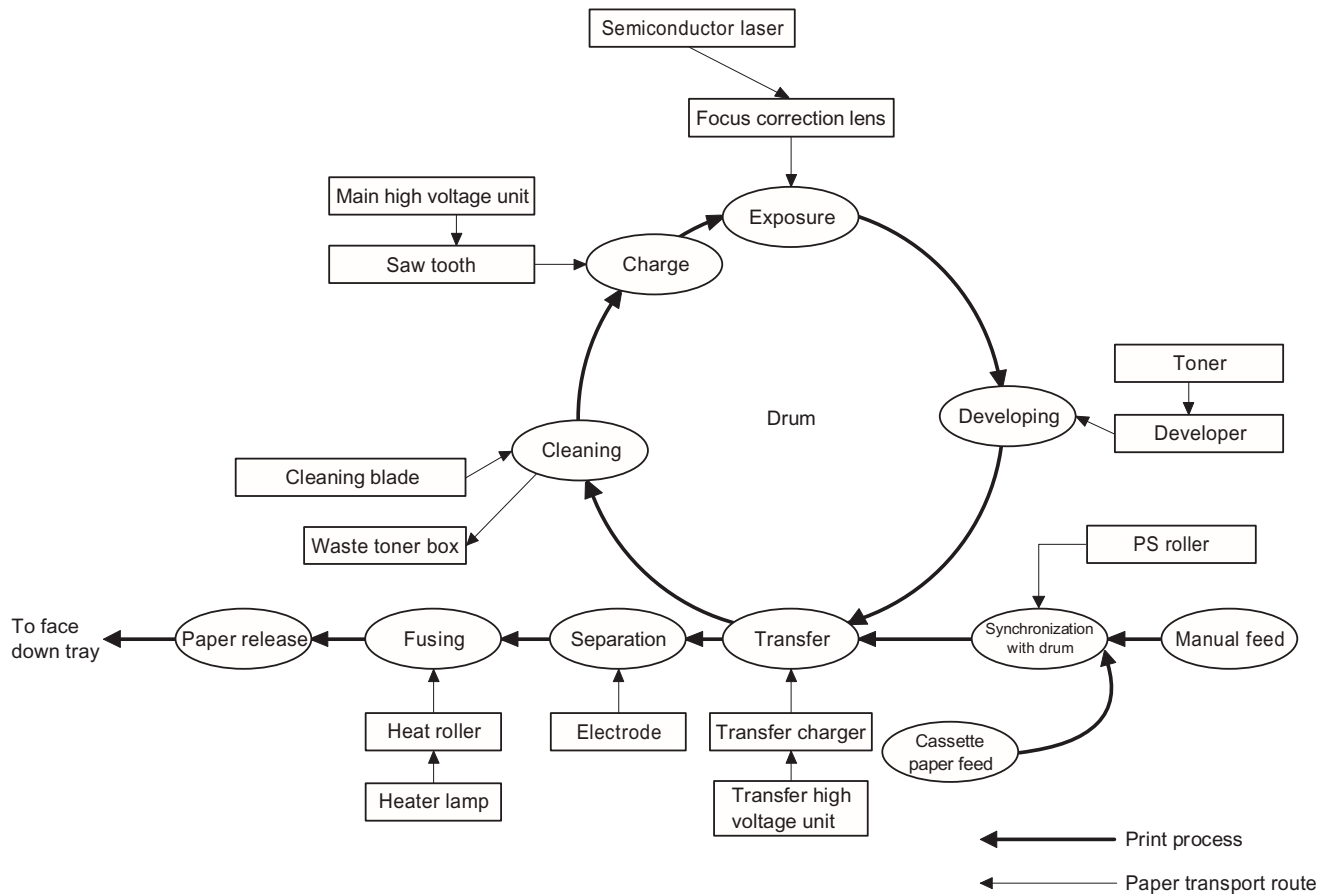 Semiconductor laser
Focus correction lens
Main high voltage unit
Exposure
Saw tooth
Charge
Toner
Drum
Developing
Developer
Cleaning
Cleaning blade
Waste toner box
PS roller
To face
down tray
Paper release
Fusing
Separation
Transfer
Synchronization
with drum
Manual feed
Heat roller
Electrode
Transfer charger
Cassette
paper feed
Heater lamp
Transfer high
voltage unit
Print process
Paper transport route